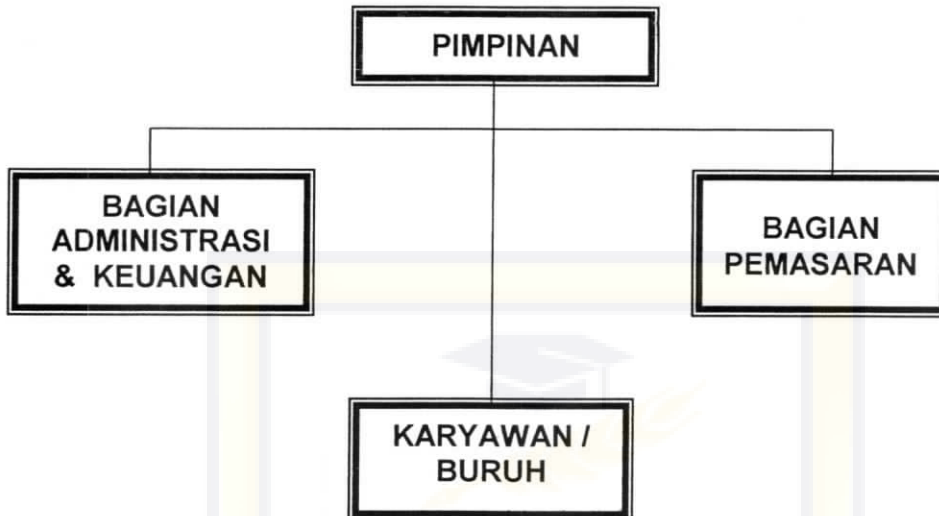 PIMPINAN
BAGIAN
ADMINISTRASI
& KEUANGAN
BAGIAN
PEMASARAN
KARYAWAN /
BURUH